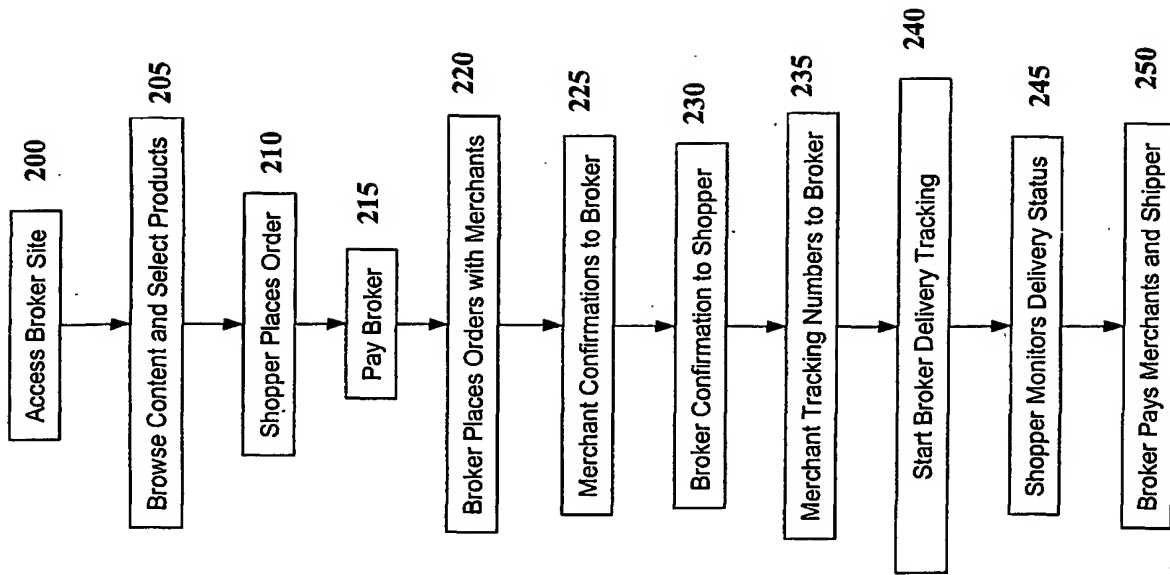 Access Broker Site
200
Browse Content and Select Products
205
Shopper Places Order
210
Pay Broker
215
Broker Places Orders with Merchants
220
Merchant Confirmations to Broker
225
Broker Confirmation to Shopper
230
Merchant Tracking Numbers to Broker
235
Start Broker Delivery Tracking
240
Shopper Monitors Delivery Status
245
Broker Pays Merchants and Shipper
250